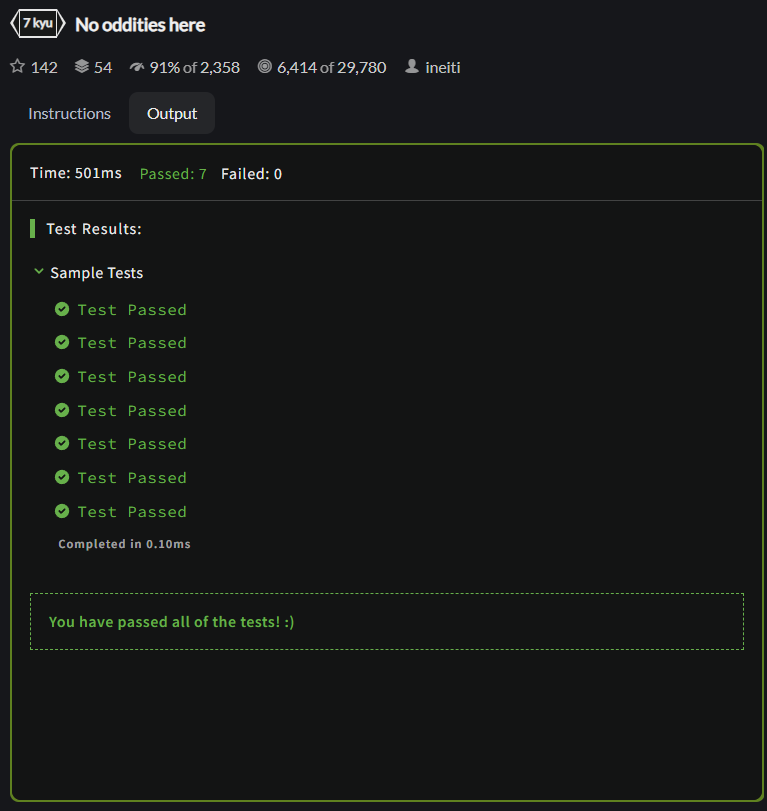 7 kyu No oddities here
142 54 91% of 2,358 6,414 of 29,780 ineiti
Instructions Output
Time: 501ms Passed: 7 Failed: 0
Test Results:
Sample Tests
Test Passed
Test Passed
Test Passed
Test Passed
Test Passed
Test Passed
Test Passed
Completed in 0.10ms
You have passed all of the tests! :)